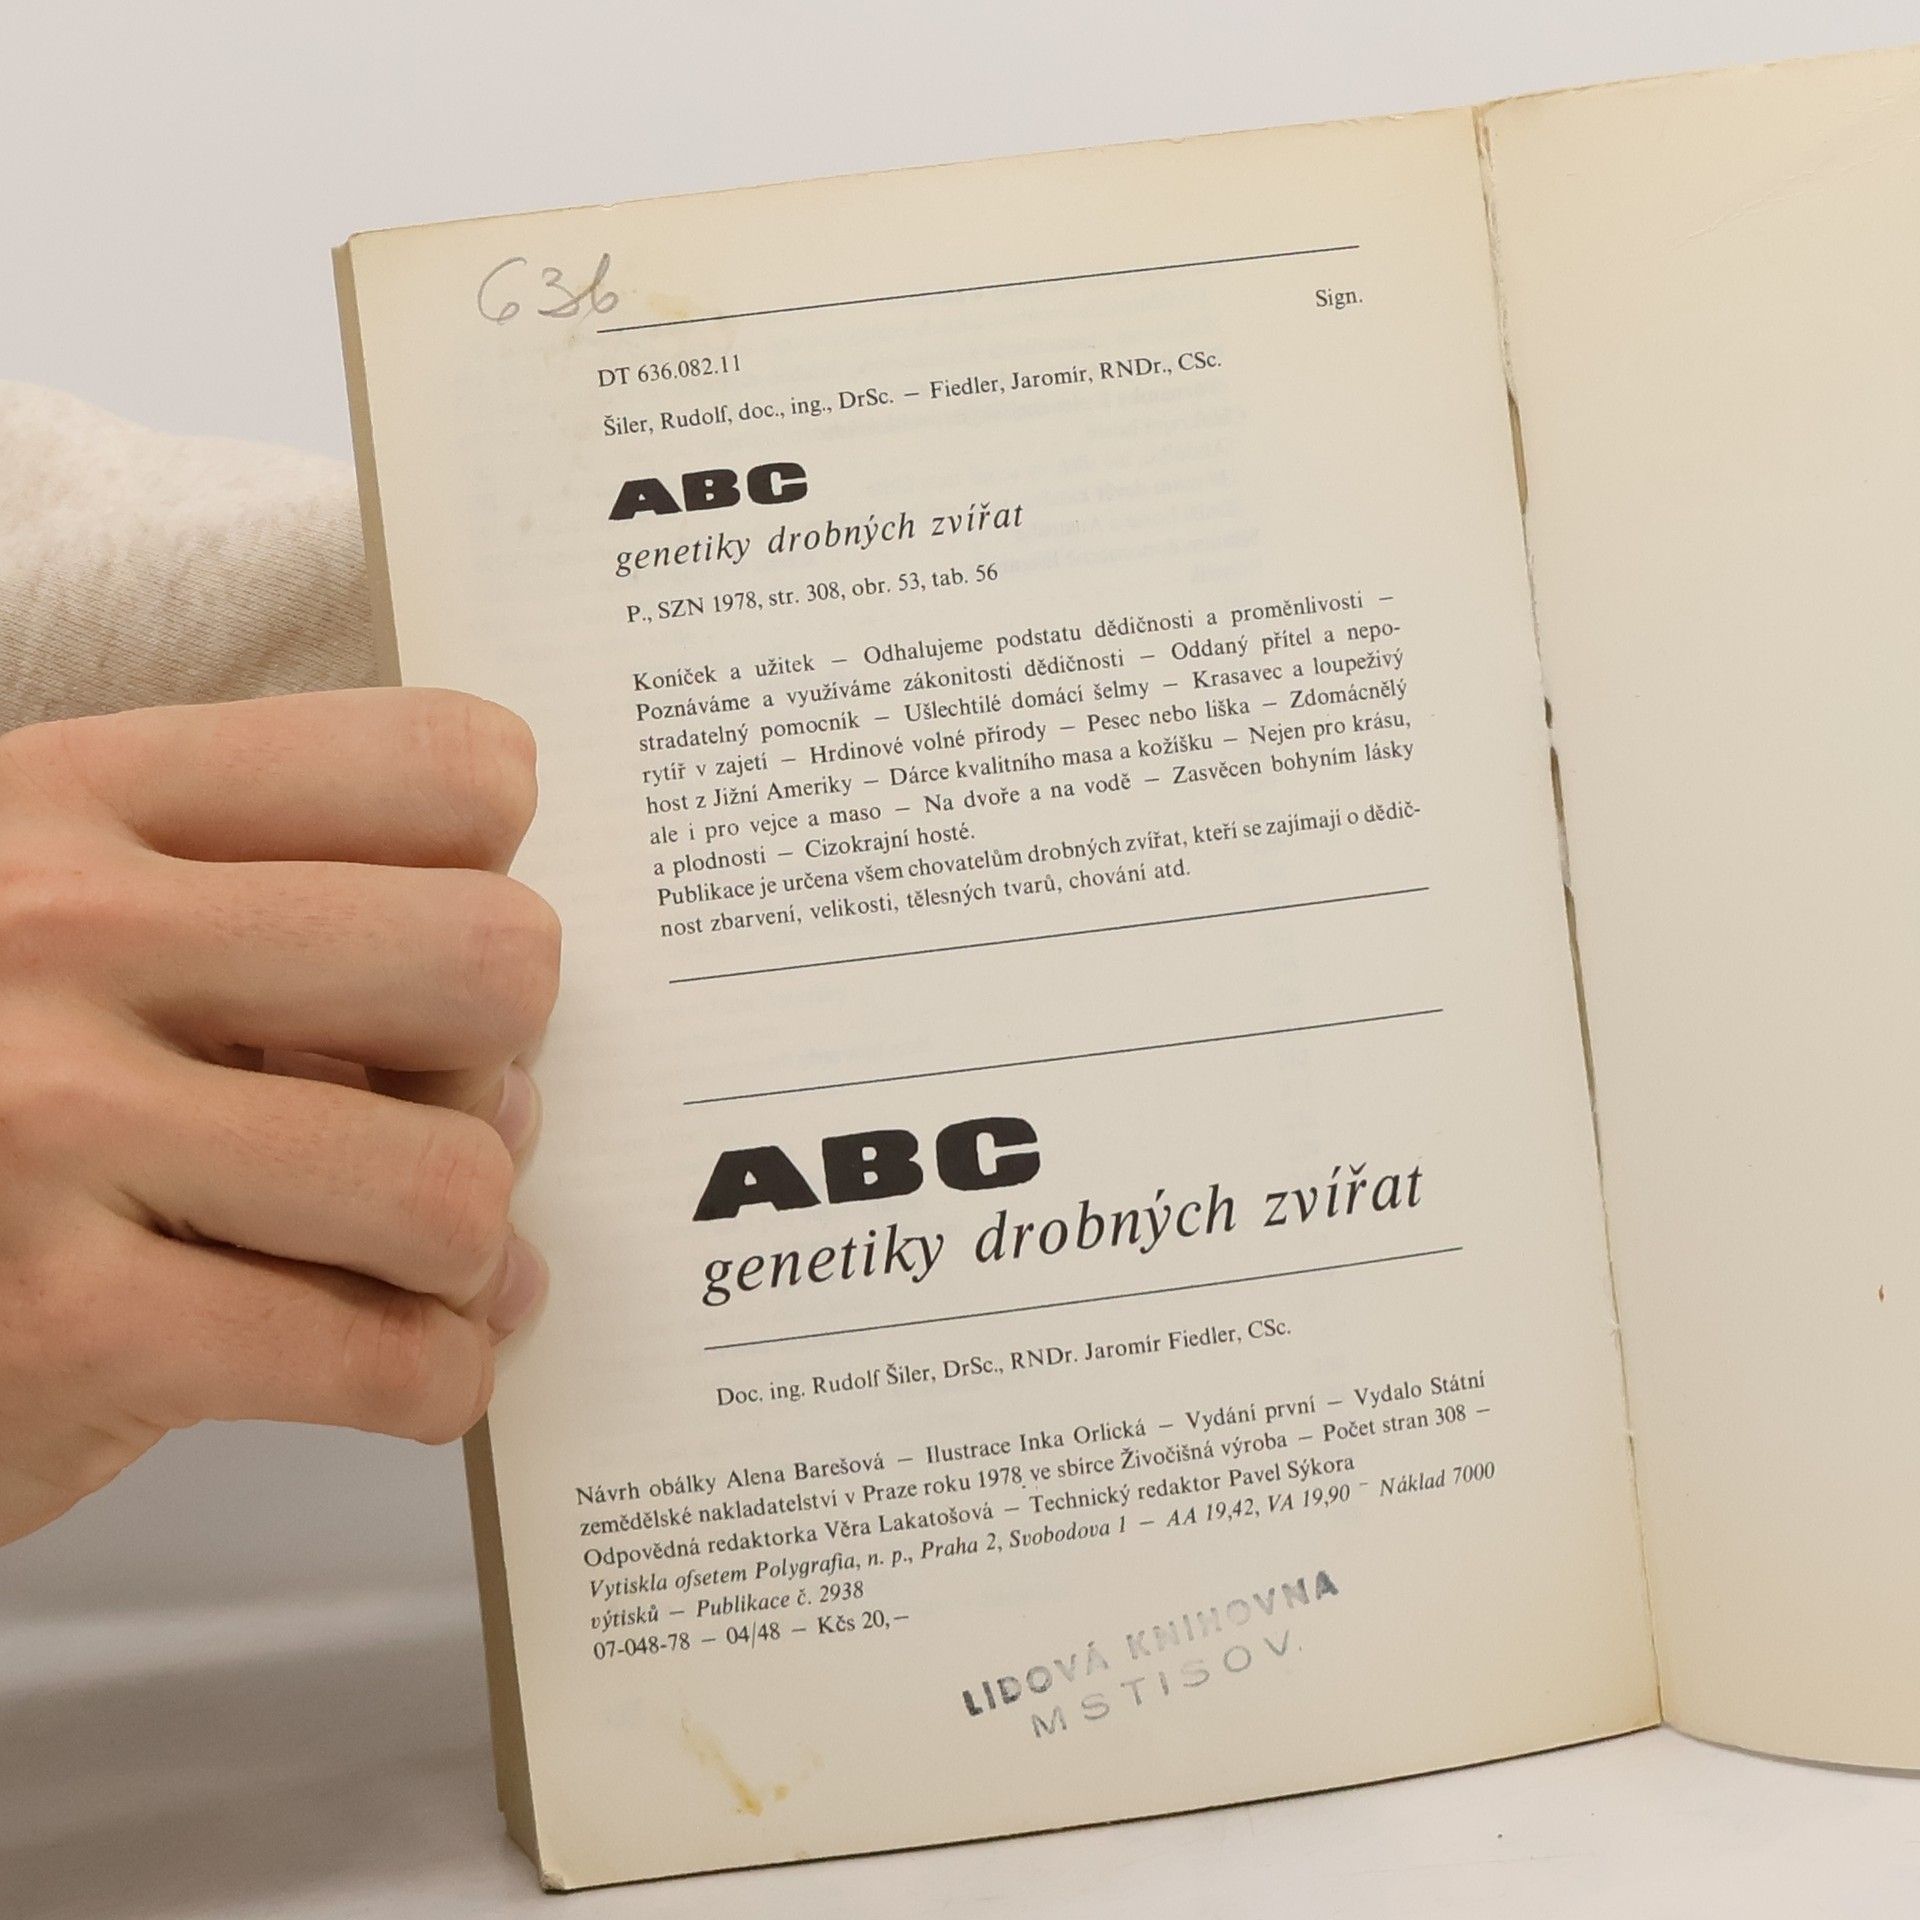 636
Sign.
DT 636.082.11
Šiler, Rudolf, doc., ing., DrSc. — Fiedler, Jaromír, RNDr., CSc.
ABC
genetiky drobných zvířat
P., SZN 1978, str. 308, obr. 53, tab. 56
Koníček a užitek — Odhalujeme podstatu dědičnosti a proměnlivosti —
Poznáváme a využíváme zákonitosti dědičnosti — Oddaný přítel a nepo-
stradatelný pomocník — Ušlechtilé domácí šelmy — Krasavec a loupeživý
rytíř v zajetí — Hrdinové volné přírody — Pesec nebo liška — Zdomácnělý
host z Jižní Ameriky — Dárce kvalitního masa a kožíšku — Nejen pro krásu,
ale i pro vejce a maso — Na dvoře a na vodě — Zasvěcen bohyním lásky
a plodnosti — Cizokrajní hosté.
Publikace je určena všem chovatelům drobných zvířat, kteří se zajímají o dědič-
nost zbarvení, velikosti, tělesných tvarů, chování atd.
ABC
genetiky drobných zvířat
Doc. ing. Rudolf Šiler, DrSc., RNDr. Jaromír Fiedler, CSc.
Návrh obálky Alena Barešová — Ilustrace Inka Orlická — Vydání první — Vydalo Státní
zemědělské nakladatelství v Praze roku 1978 ve sbírce Živočišná výroba — Počet stran 308 —
Odpovědná redaktorka Věra Lakatošová — Technický redaktor Pavel Sýkora
Vytiskla ofsetem Polygrafia, n. p., Praha 2, Svobodova 1 — AA 19,42, VA 19,90 — Náklad 7000
výtisků — Publikace č. 2938
07-048-78 — 04/48 — Kčs 20,—
LIDOVÁ KNIHOVNA
MSTISOV.